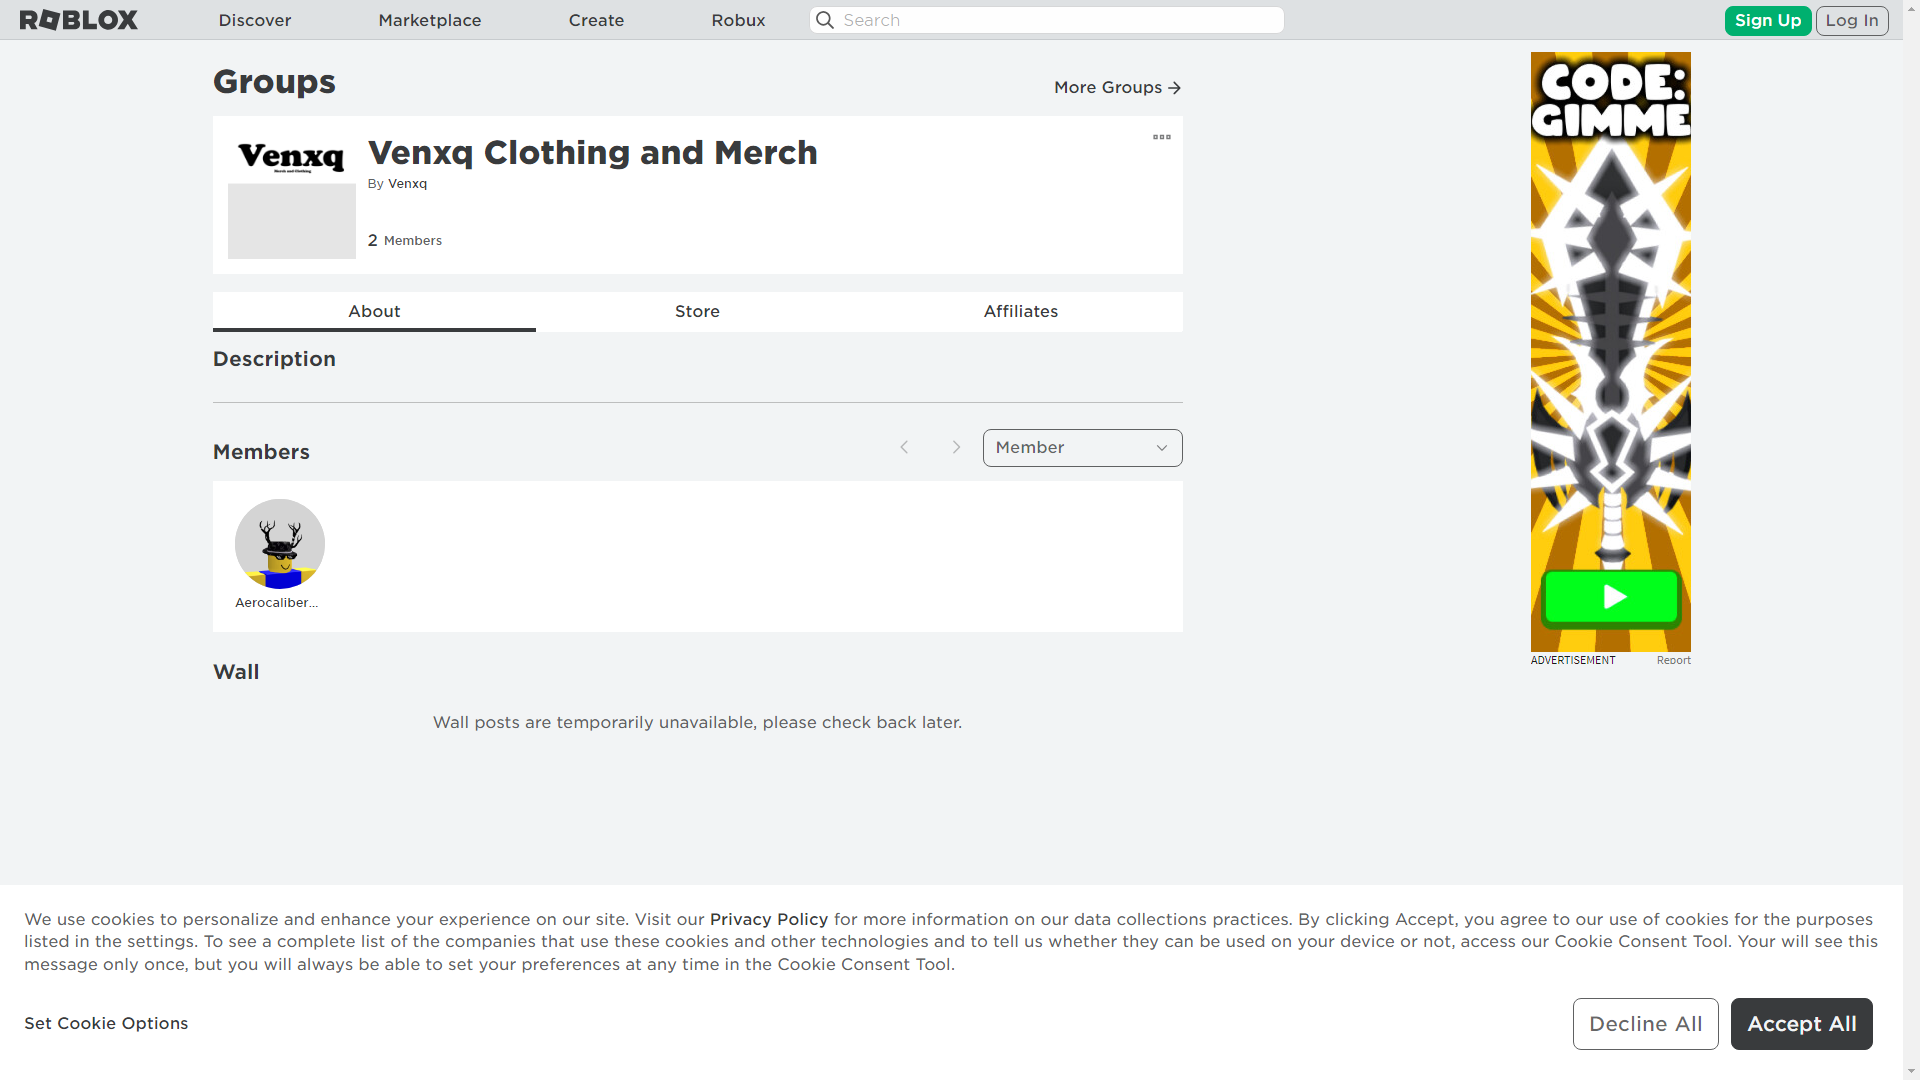 ROBLOX
Discover
Marketplace
Create
Robux
Search
Sign Up
Log In
Groups
More Groups
Venxq
Merch and Clothing
Venxq Clothing and Merch
By Venxq
2 Members
About
Store
Affiliates
Description
Members
Member
Aerocaliber...
Wall
Wall posts are temporarily unavailable, please check back later.
CODE:
GIMME
ADVERTISEMENT
Report
We use cookies to personalize and enhance your experience on our site. Visit our Privacy Policy for more information on our data collections practices. By clicking Accept, you agree to our use of cookies for the purposes
listed in the settings. To see a complete list of the companies that use these cookies and other technologies and to tell us whether they can be used on your device or not, access our Cookie Consent Tool. Your will see this
message only once, but you will always be able to set your preferences at any time in the Cookie Consent Tool.
Set Cookie Options
Decline All
Accept All